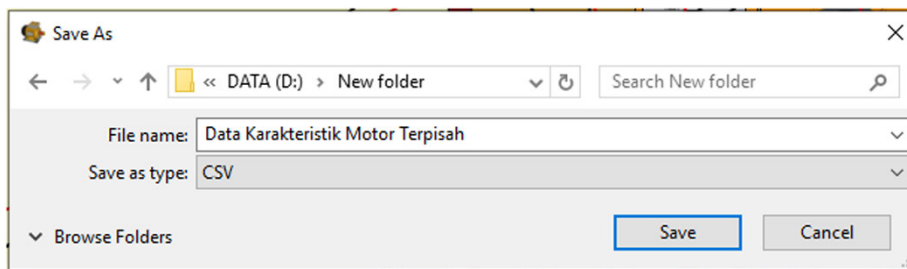 Save As
« DATA (D:) › New folder
Search New folder
File name: Data Karakteristik Motor Terpisah
Save as type: CSV
Browse Folders
Save
Cancel